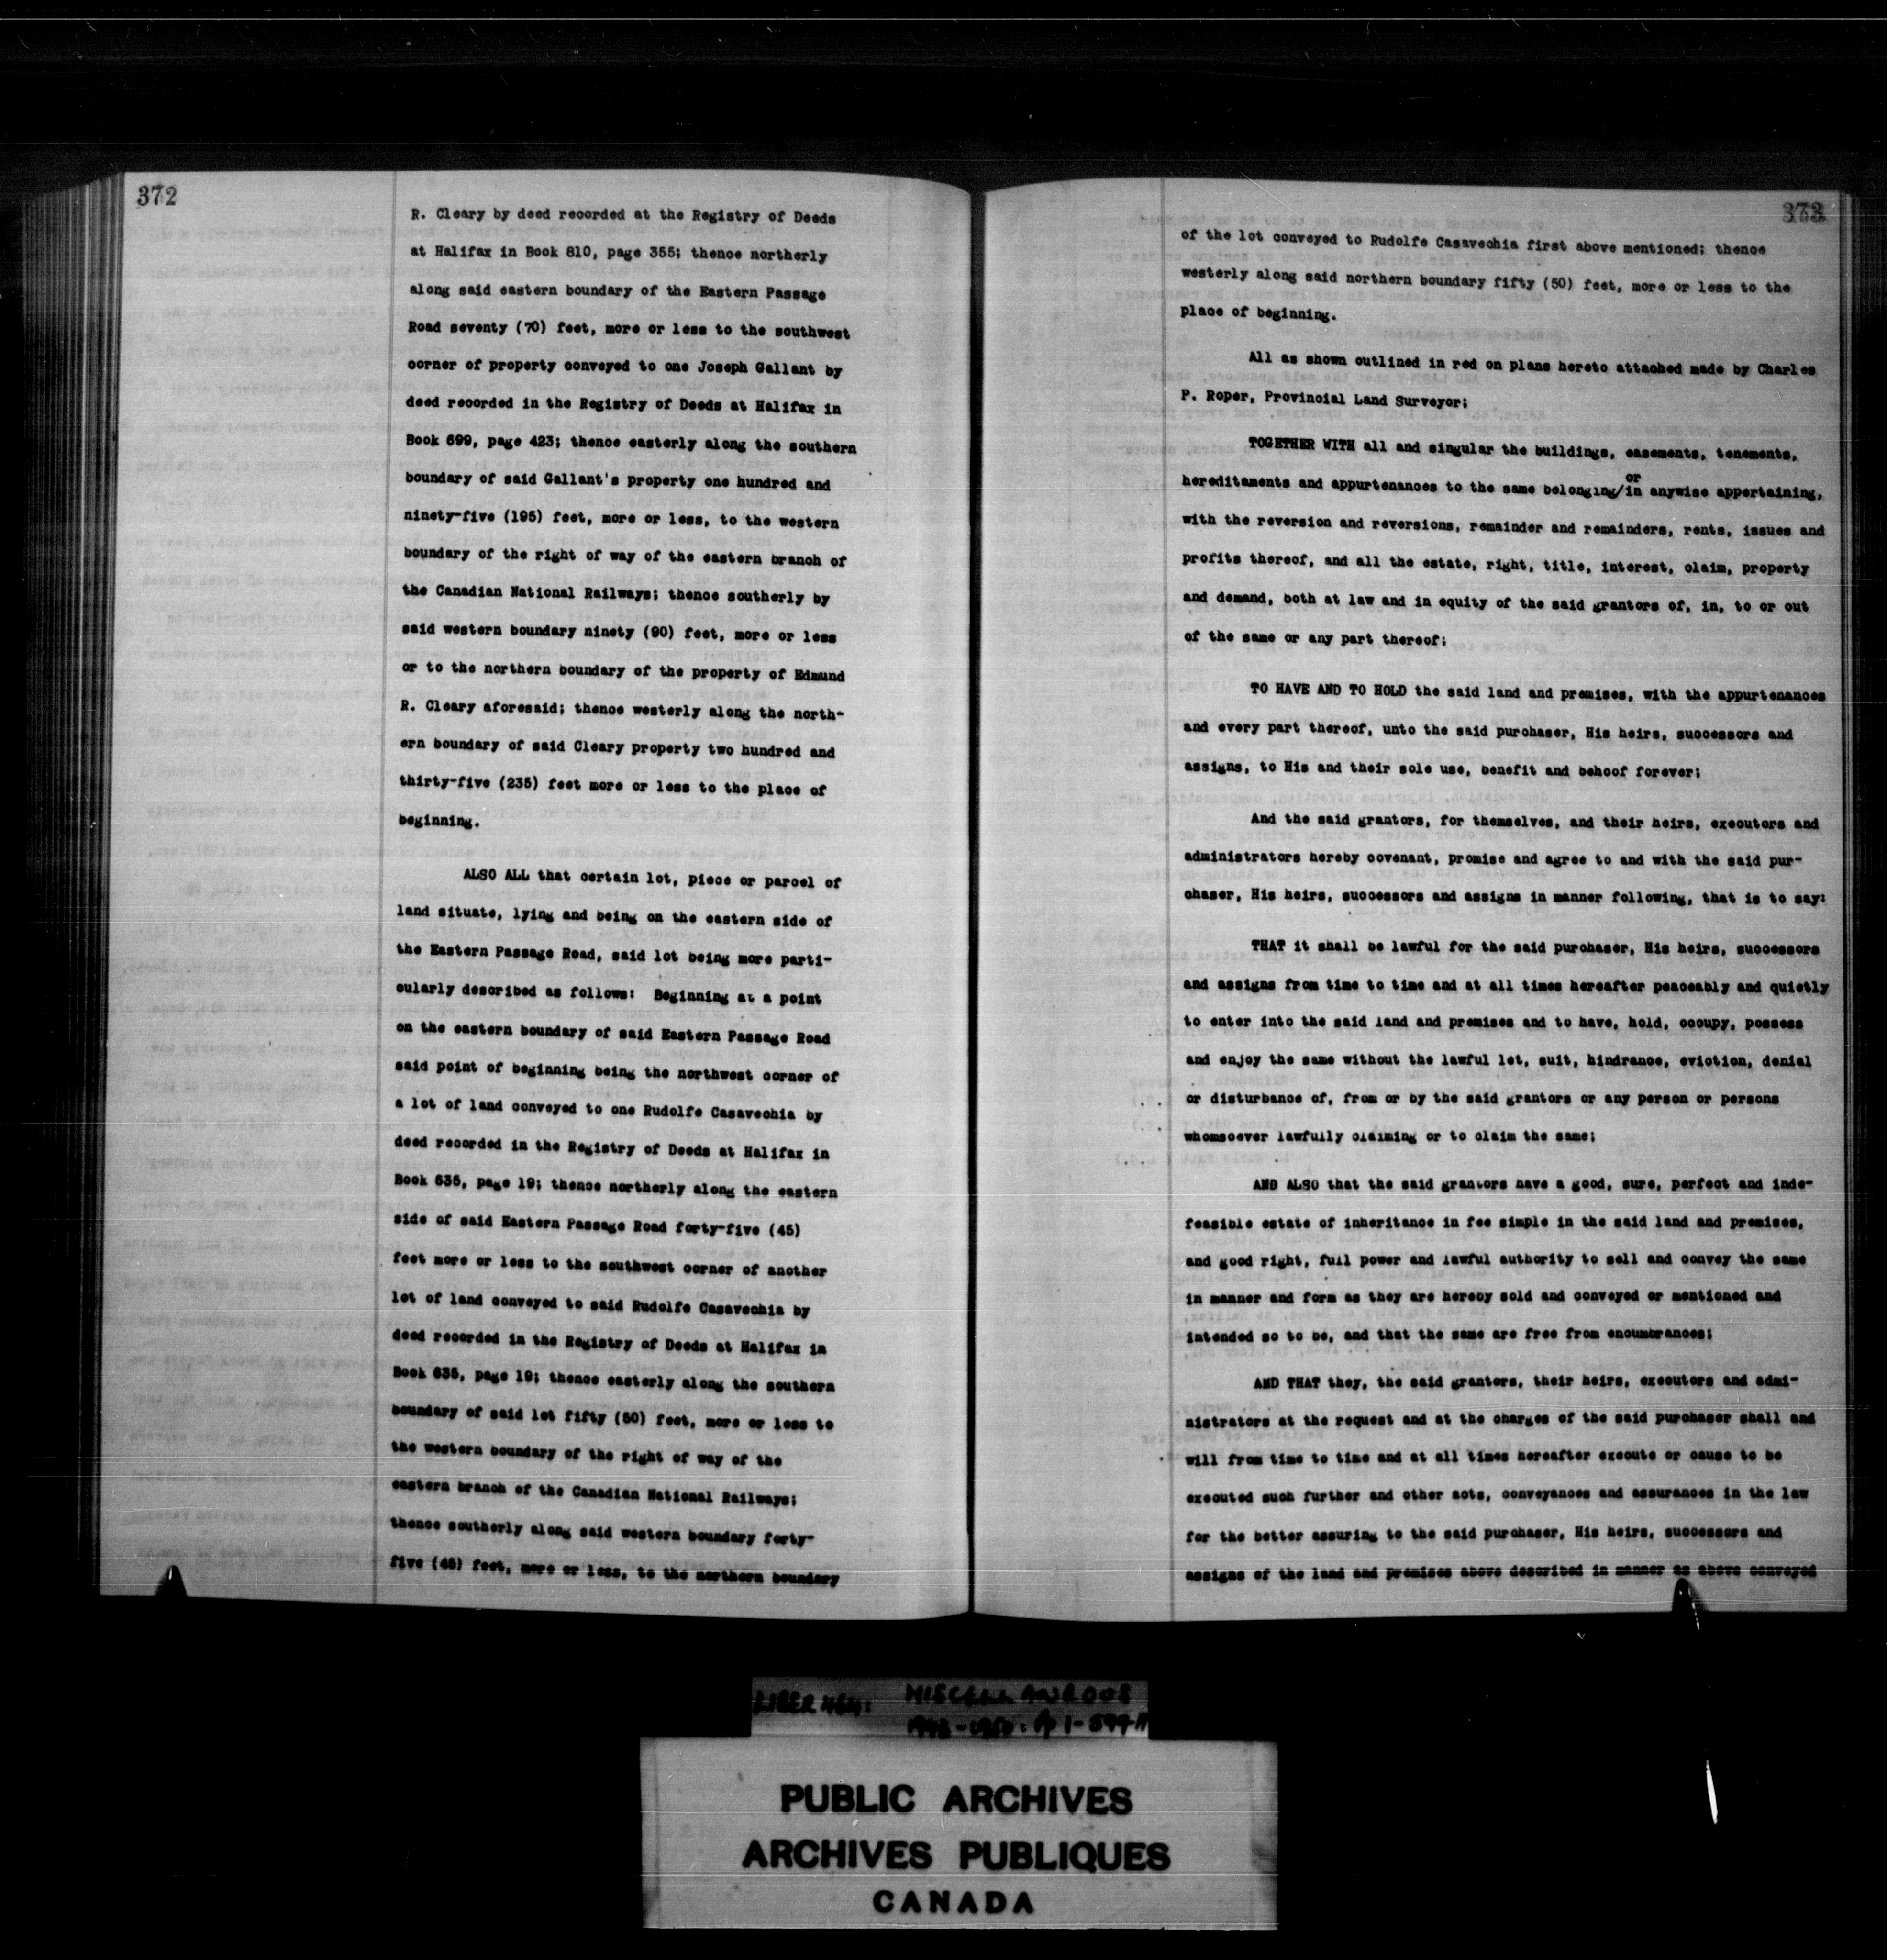 372
R. Cleary by deed recorded at the Registry of Deeds
at Halifax in Book 810, page 355; thence northerly
along said eastern boundary of the Eastern Passage
Road seventy (70) feet, more or less to the southwest
corner of property conveyed to one Joseph Gallant by
deed recorded in the Registry of Deeds at Halifax in
Book 699, page 423; thence easterly along the southern
boundary of said Gallant's property one hundred and
ninety-five (195) feet, more or less, to the western
boundary of the right of way of the eastern branch of
the Canadian National Railways; thence southerly by
said western boundary ninety (90) feet, more or less
or to the northern boundary of the property of Edmund
R. Cleary aforesaid; thence westerly along the north-
ern boundary of said Cleary property two hundred and
thirty-five (235) feet more or less to the place of
beginning.
ALSO ALL that certain lot, piece or parcel of
land situate, lying and being on the eastern side of
the Eastern Passage Road, said lot being more parti-
cularly described as follows: Beginning at a point
on the eastern boundary of said Eastern Passage Road
said point of beginning being the northwest corner of
a lot of land conveyed to one Rudolfe Casavechia by
deed recorded in the Registry of Deeds at Halifax in
Book 635, page 19; thence northerly along the eastern
side of said Eastern Passage Road forty-five (45)
feet more or less to the southwest corner of another
lot of land conveyed to said Rudolfe Casavechia by
deed recorded in the Registry of Deeds at Halifax in
Book 635, page 19; thence easterly along the southern
boundary of said lot fifty (50) feet, more or less to
the western boundary of the right of way of the
eastern branch of the Canadian National Railways;
thence southerly along said western boundary forty-
five (45) feet, more or less, to the northern boundary
373
of the lot conveyed to Rudolfe Casavechia first above mentioned; thence
westerly along said northern boundary fifty (50) feet, more or less to the
place of beginning.
All as shown outlined in red on plans hereto attached made by Charles
P. Roper, Provincial Land Surveyor;
TOGETHER WITH all and singular the buildings, easements, tenements,
or
hereditaments and appurtenances to the same belonging/in anywise appertaining,
with the reversion and reversions, remainder and remainders, rents, issues and
profits thereof, and all the estate, right, title, interest, claim, property
and demand, both at law and in equity of the said grantors of, in, to or out
of the same or any part thereof;
TO HAVE AND TO HOLD the said land and premises, with the appurtenances
and every part thereof, unto the said purchaser, His heirs, successors and
assigns, to His and their sole use, benefit and behoof forever;
And the said grantors, for themselves, and their heirs, executors and
administrators hereby covenant, promise and agree to and with the said pur-
chaser, His heirs, successors and assigns in manner following, that is to say:
THAT it shall be lawful for the said purchaser, His heirs, successors
and assigns from time to time and at all times hereafter peaceably and quietly
to enter into the said land and premises and to have, hold, occupy, possess
and enjoy the same without the lawful let, suit, hindrance, eviction, denial
or disturbance of, from or by the said grantors or any person or persons
whomsoever lawfully claiming or to claim the same;
AND ALSO that the said grantors have a good, sure, perfect and inde-
feasible estate of inheritance in fee simple in the said land and premises,
and good right, full power and lawful authority to sell and convey the same
in manner and form as they are hereby sold and conveyed or mentioned and
intended so to be, and that the same are free from encumbrances;
AND THAT they, the said grantors, their heirs, executors and admi-
nistrators at the request and at the charges of the said purchaser shall and
will from time to time and at all times hereafter execute or cause to be
executed such further and other acts, conveyances and assurances in the law
for the better assuring to the said purchaser, His heirs, successors and
assigns of the land and premises above described in manner as above conveyed
LIBER 464: MISCELLANEOUS
PUBLIC ARCHIVES
ARCHIVES PUBLIQUES
CANADA